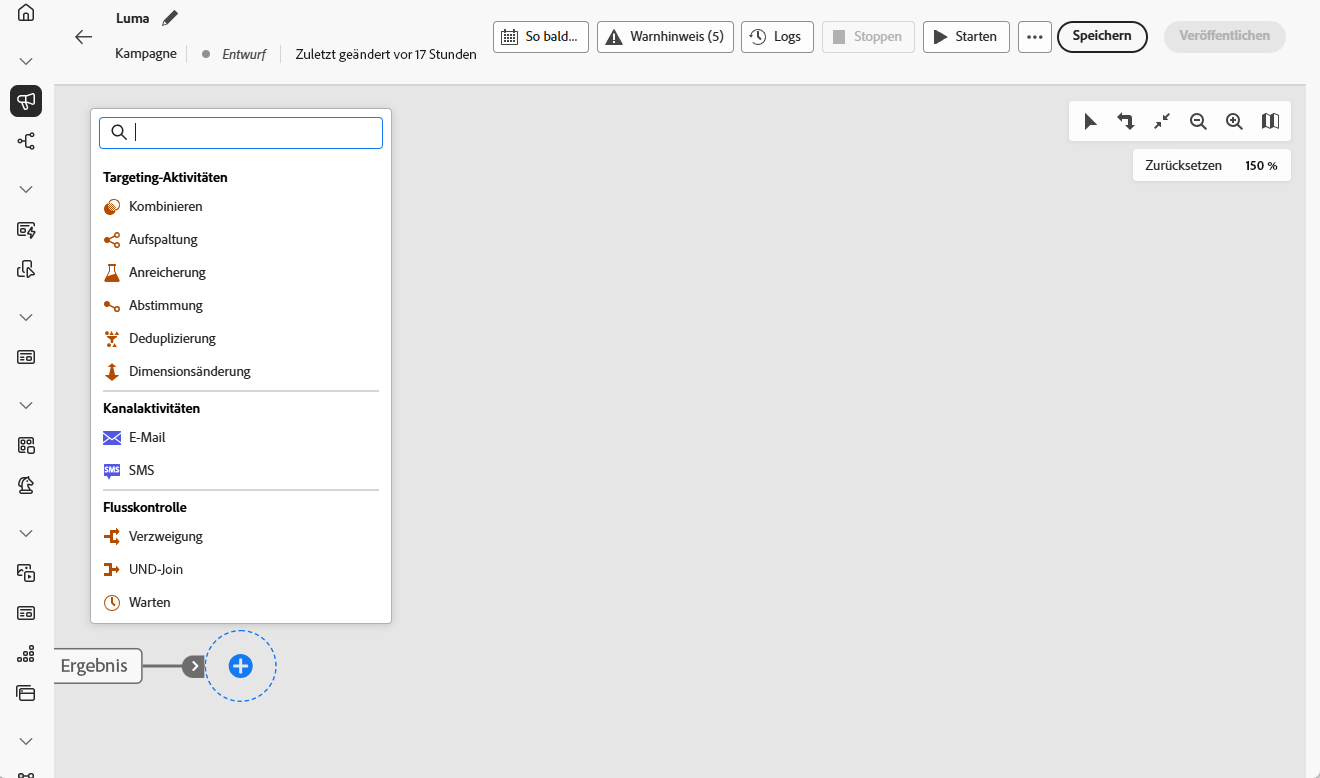 Luma
Kampagne
Entwurf
Zuletzt geändert vor 17 Stunden
So bald...
Warnhinweis (5)
Logs
Stoppen
Starten
Speichern
Veröffentlichen
Zurücksetzen
150 %
Targeting-Aktivitäten
Kombinieren
Aufspaltung
Anreicherung
Abstimmung
Deduplizierung
Dimensionsänderung
Kanalaktivitäten
E-Mail
SMS SMS
Flusskontrolle
Verzweigung
UND-Join
Warten
Ergebnis